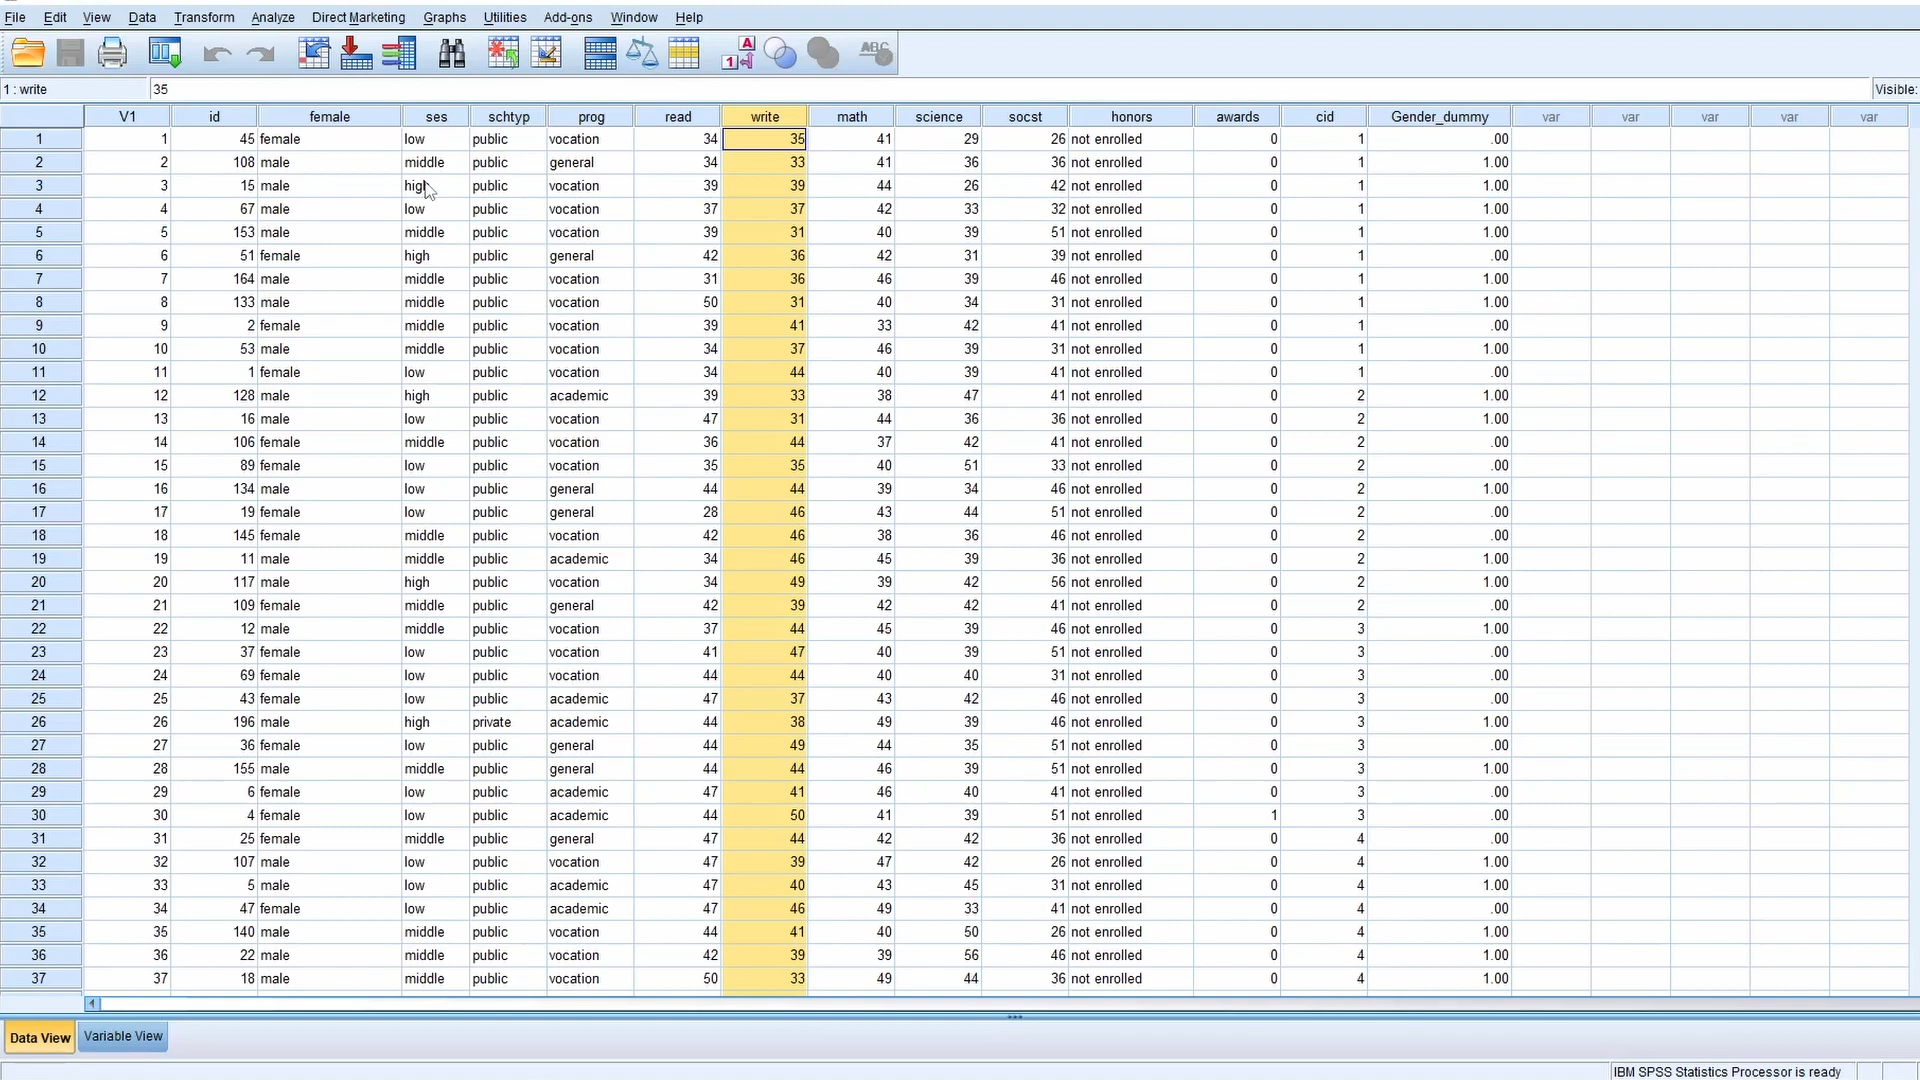 File Edit View Data Transform Analyze Direct Marketing Graphs Utilities Add-ons Window Help
A
1
ABC
1 : write 35 Visible:
V1 id female ses schtyp prog read write math science socst honors awards cid Gender_dummy var var var var var
1 1 45 female low public vocation 34 35 41 29 26 not enrolled 0 1 .00
2 2 108 male middle public general 34 33 41 36 36 not enrolled 0 1 1.00
3 3 15 male high public vocation 39 39 44 26 42 not enrolled 0 1 1.00
4 4 67 male low public vocation 37 37 42 33 32 not enrolled 0 1 1.00
5 5 153 male middle public vocation 39 31 40 39 51 not enrolled 0 1 1.00
6 6 51 female high public general 42 36 42 31 39 not enrolled 0 1 .00
7 7 164 male middle public vocation 31 36 46 39 46 not enrolled 0 1 1.00
8 8 133 male middle public vocation 50 31 40 34 31 not enrolled 0 1 1.00
9 9 2 female middle public vocation 39 41 33 42 41 not enrolled 0 1 .00
10 10 53 male middle public vocation 34 37 46 39 31 not enrolled 0 1 1.00
11 11 1 female low public vocation 34 44 40 39 41 not enrolled 0 1 .00
12 12 128 male high public academic 39 33 38 47 41 not enrolled 0 2 1.00
13 13 16 male low public vocation 47 31 44 36 36 not enrolled 0 2 1.00
14 14 106 female middle public vocation 36 44 37 42 41 not enrolled 0 2 .00
15 15 89 female low public vocation 35 35 40 51 33 not enrolled 0 2 .00
16 16 134 male low public general 44 44 39 34 46 not enrolled 0 2 1.00
17 17 19 female low public general 28 46 43 44 51 not enrolled 0 2 .00
18 18 145 female middle public vocation 42 46 38 36 46 not enrolled 0 2 .00
19 19 11 male middle public academic 34 46 45 39 36 not enrolled 0 2 1.00
20 20 117 male high public vocation 34 49 39 42 56 not enrolled 0 2 1.00
21 21 109 female middle public general 42 39 42 42 41 not enrolled 0 2 .00
22 22 12 male middle public vocation 37 44 45 39 46 not enrolled 0 3 1.00
23 23 37 female low public vocation 41 47 40 39 51 not enrolled 0 3 .00
24 24 69 female low public vocation 44 44 40 40 31 not enrolled 0 3 .00
25 25 43 female low public academic 47 37 43 42 46 not enrolled 0 3 .00
26 26 196 male high private academic 44 38 49 39 46 not enrolled 0 3 1.00
27 27 36 female low public general 44 49 44 35 51 not enrolled 0 3 .00
28 28 155 male middle public general 44 44 46 39 51 not enrolled 0 3 1.00
29 29 6 female low public academic 47 41 46 40 41 not enrolled 0 3 .00
30 30 4 female low public academic 44 50 41 39 51 not enrolled 1 3 .00
31 31 25 female middle public general 47 44 42 42 36 not enrolled 0 4 .00
32 32 107 male low public vocation 47 39 47 42 26 not enrolled 0 4 1.00
33 33 5 male low public academic 47 40 43 45 31 not enrolled 0 4 1.00
34 34 47 female low public academic 47 46 49 33 41 not enrolled 0 4 .00
35 35 140 male middle public vocation 44 41 40 50 26 not enrolled 0 4 1.00
36 36 22 male middle public vocation 42 39 39 56 46 not enrolled 0 4 1.00
37 37 18 male middle public vocation 50 33 49 44 36 not enrolled 0 4 1.00
Data View Variable View
IBM SPSS Statistics Processor is ready